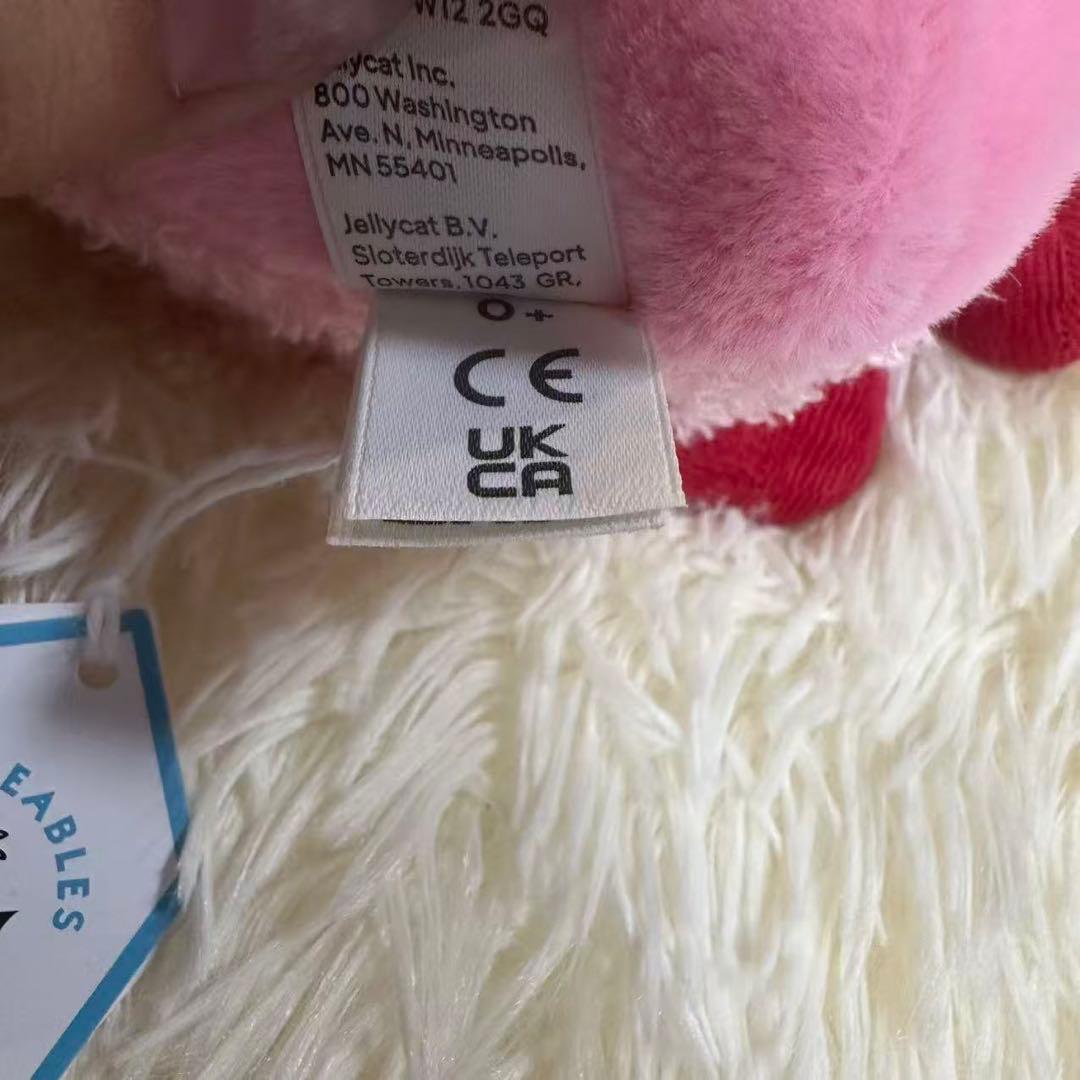 W12 2GQ
ycat Inc.
800 Washington
Ave. N, Minneapolis,
MN 55401
Jellycat B.V.
Sloterdijk Teleport
Towers, 1043 GR,
0+
CE
UK
CA
EABLES